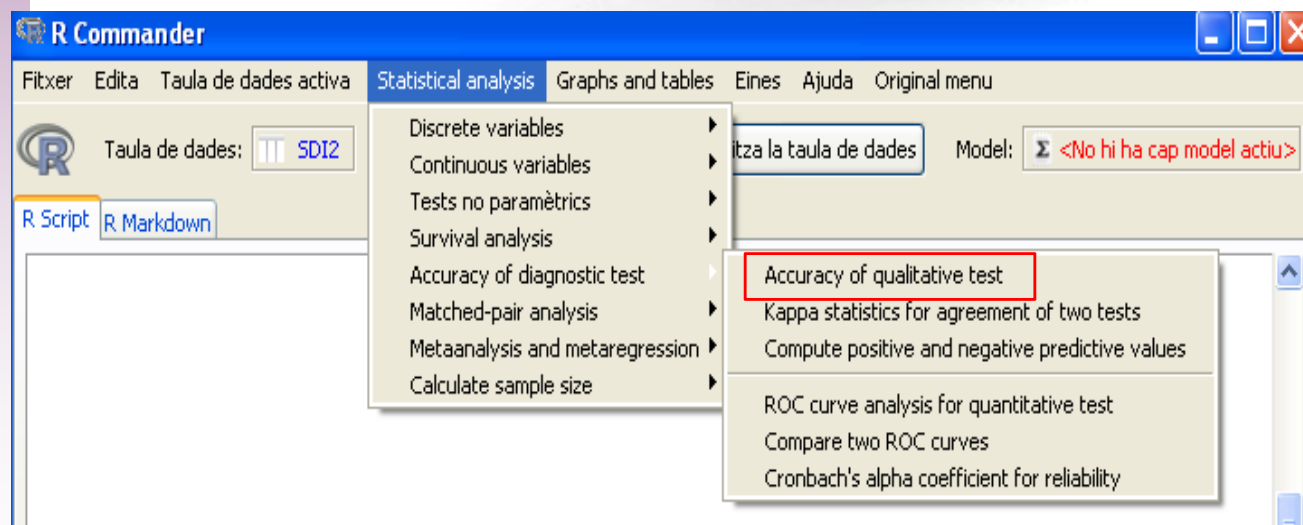 R Commander
Fitxer Edita Taula de dades activa Statistical analysis Graphs and tables Eines Ajuda Original menu
R Taula de dades: SDI2 itza la taula de dades Model: Σ <No hi ha cap model actiu>
R Script R Markdown
Discrete variables
Continuous variables
Tests no paramètrics
Survival analysis
Accuracy of diagnostic test
Matched-pair analysis
Metaanalysis and metaregression
Calculate sample size
Accuracy of qualitative test
Kappa statistics for agreement of two tests
Compute positive and negative predictive values
ROC curve analysis for quantitative test
Compare two ROC curves
Cronbach's alpha coefficient for reliability